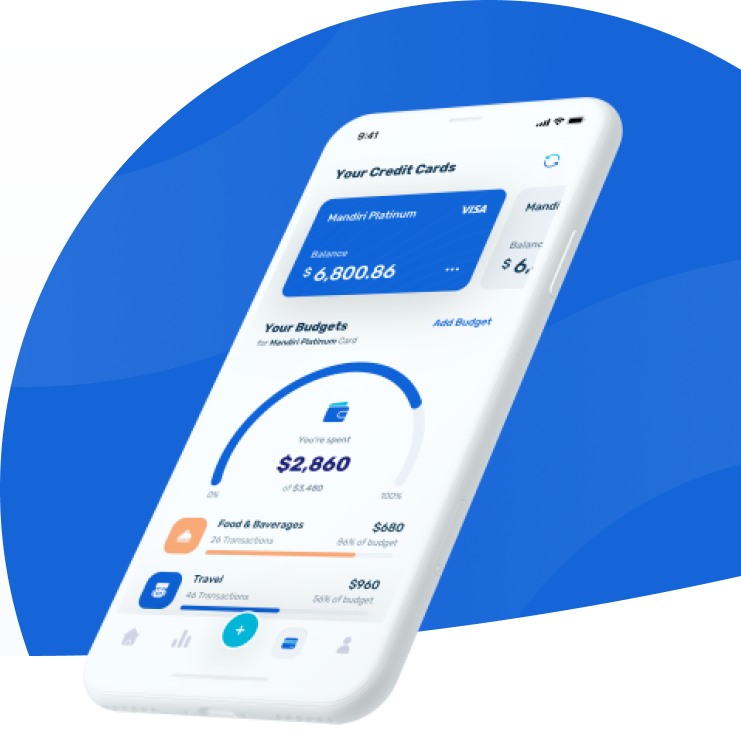 9:41
Your Credit Cards
Mandiri Platinum VISA
Balance
$ 6,800.86
Mandi
Balanc
$ 6,
Your Budgets Add Budget
for Mandiri Platinum Card
You're spent
$2,860
of $3,480
0% 100%
Food & Baverages $680
26 Transactions 86% of budget
Travel $960
46 Transactions 56% of budget